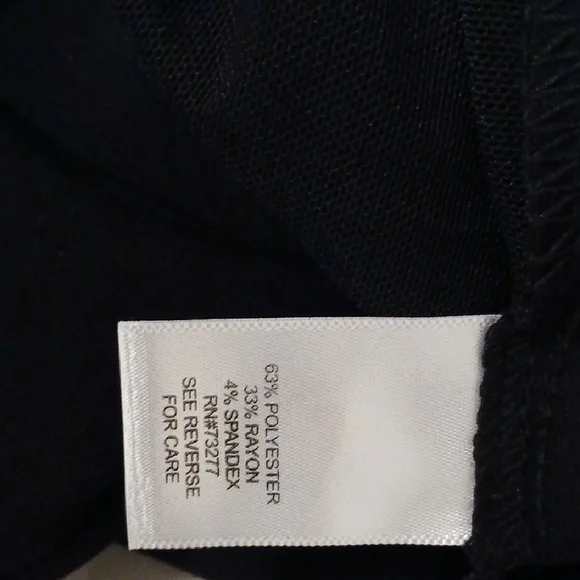 63% POLYESTER
33% RAYON
4% SPANDEX
RN#73277
SEE REVERSE
FOR CARE